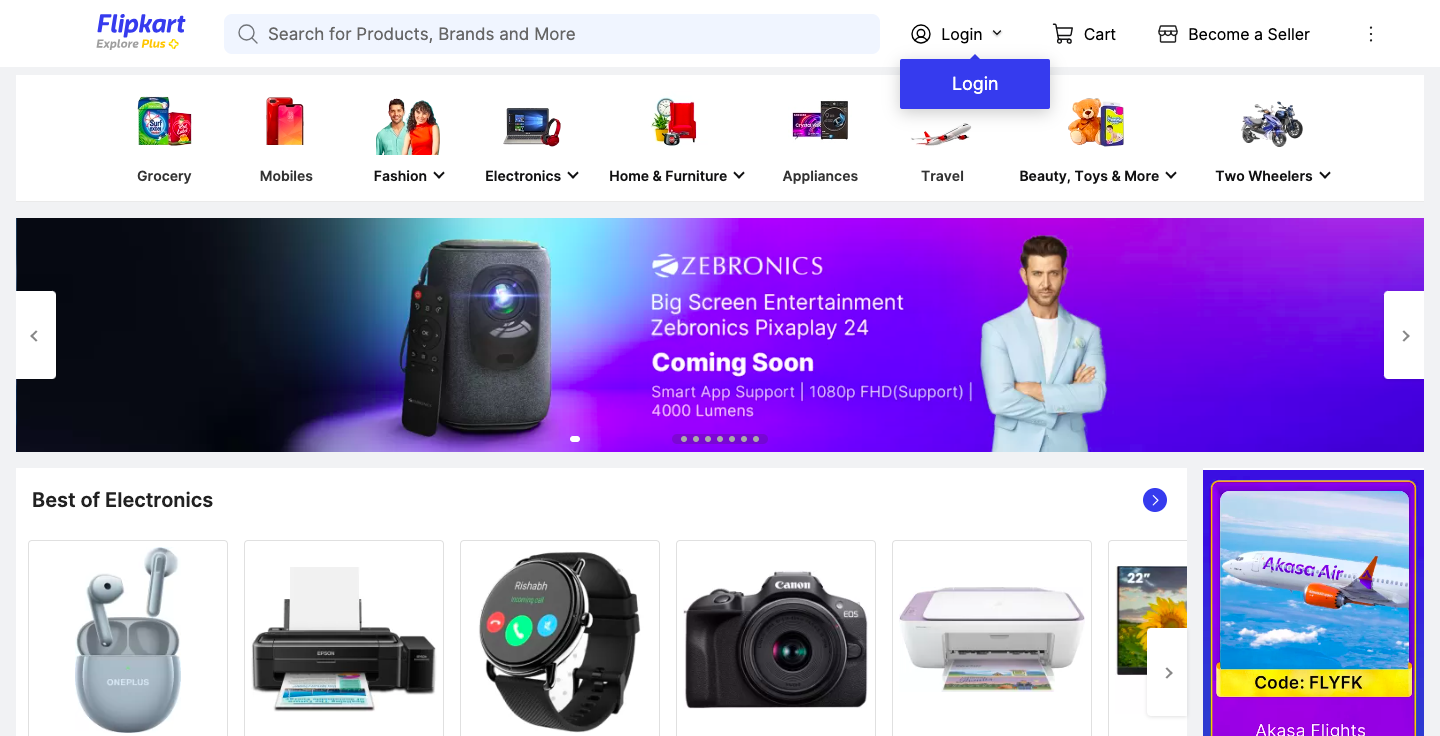 Flipkart
Explore Plus
Search for Products, Brands and More
Login
Cart
Become a Seller
Login
Grocery
Mobiles
Fashion
Electronics
Home & Furniture
Appliances
Travel
Beauty, Toys & More
Two Wheelers
ZEBRONICS
Big Screen Entertainment
Zebronics Pixaplay 24
Coming Soon
Smart App Support | 1080p FHD(Support) |
4000 Lumens
Best of Electronics
ONEPLUS
EPSON
Rishabh
Incoming call
Canon
EOS
22"
Akasa Air
Code: FLYFK
Akasa Flights